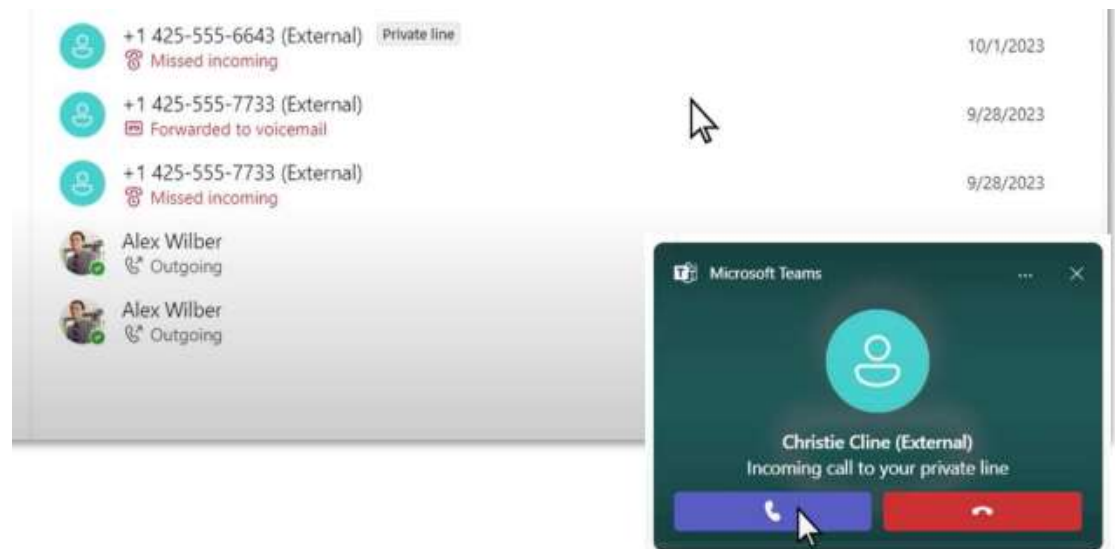 +1 425-555-6643 (External) Private line
Missed incoming
10/1/2023
+1 425-555-7733 (External)
Forwarded to voicemail
9/28/2023
+1 425-555-7733 (External)
Missed incoming
9/28/2023
Alex Wilber
Outgoing
Alex Wilber
Outgoing
Microsoft Teams
Christie Cline (External)
Incoming call to your private line